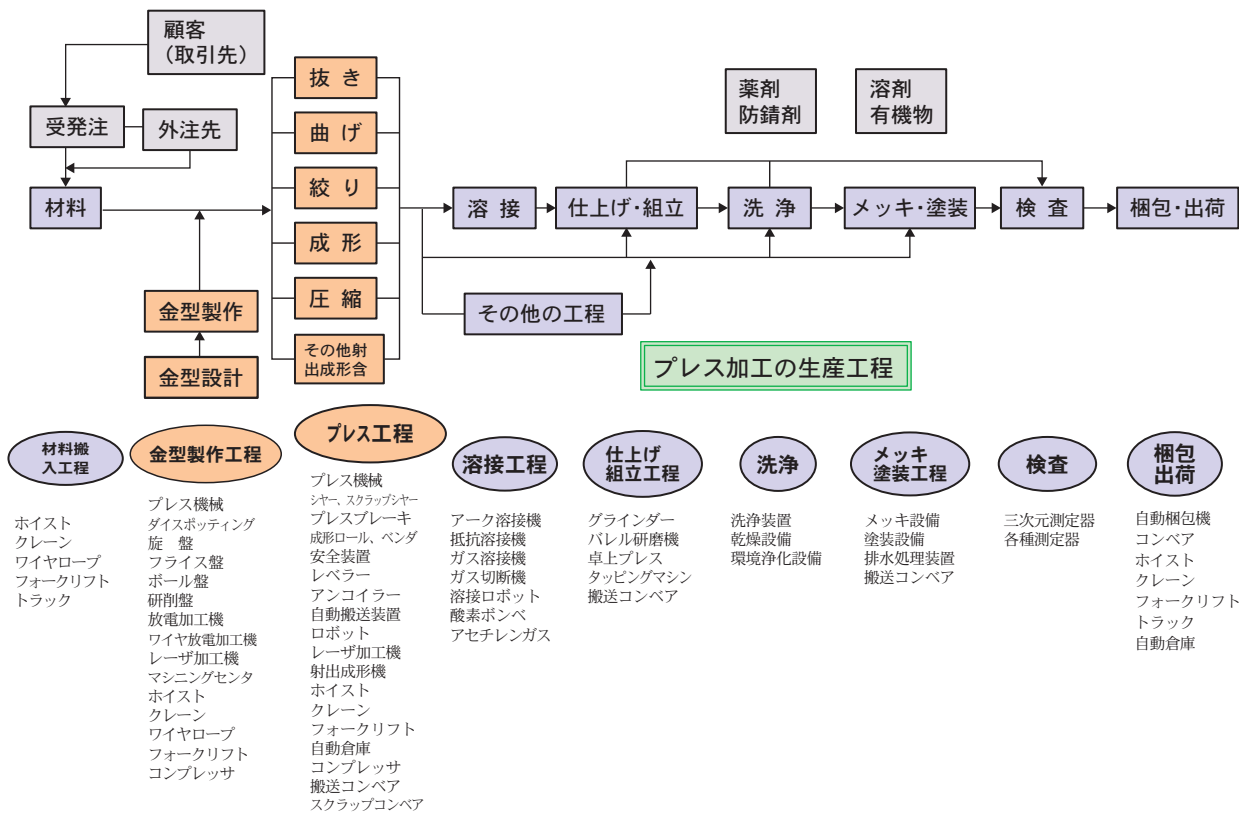 顧客
（取引先）
受発注
外注先
材料
金型製作
金型設計
抜 き
曲 げ
絞 り
成 形
圧 縮
その他射
出成形含
薬剤
防錆剤
溶剤
有機物
溶 接
仕上げ・組立
洗 浄
メッキ・塗装
検 査
梱包・出荷
その他の工程
プレス加工の生産工程
材料搬
入工程
ホイスト
クレーン
ワイヤロープ
フォークリフト
トラック
金型製作工程
プレス機械
ダイスポッティング
旋 盤
フライス盤
ボール盤
研削盤
放電加工機
ワイヤ放電加工機
レーザ加工機
マシニングセンタ
ホイスト
クレーン
ワイヤロープ
フォークリフト
コンプレッサ
プレス工程
プレス機械
シヤー、スクラップシヤー
プレスブレーキ
成形ロール、ベンダ
安全装置
レベラー
アンコイラー
自動搬送装置
ロボット
レーザ加工機
射出成形機
ホイスト
クレーン
フォークリフト
自動倉庫
コンプレッサ
搬送コンベア
スクラップコンベア
溶接工程
アーク溶接機
抵抗溶接機
ガス溶接機
ガス切断機
溶接ロボット
酸素ボンベ
アセチレンガス
仕上げ
組立工程
グラインダー
バレル研磨機
卓上プレス
タッピングマシン
搬送コンベア
洗浄
洗浄装置
乾燥設備
環境浄化設備
メッキ
塗装工程
メッキ設備
塗装設備
排水処理装置
搬送コンベア
検査
三次元測定器
各種測定器
梱包
出荷
自動梱包機
コンベア
ホイスト
クレーン
フォークリフト
トラック
自動倉庫